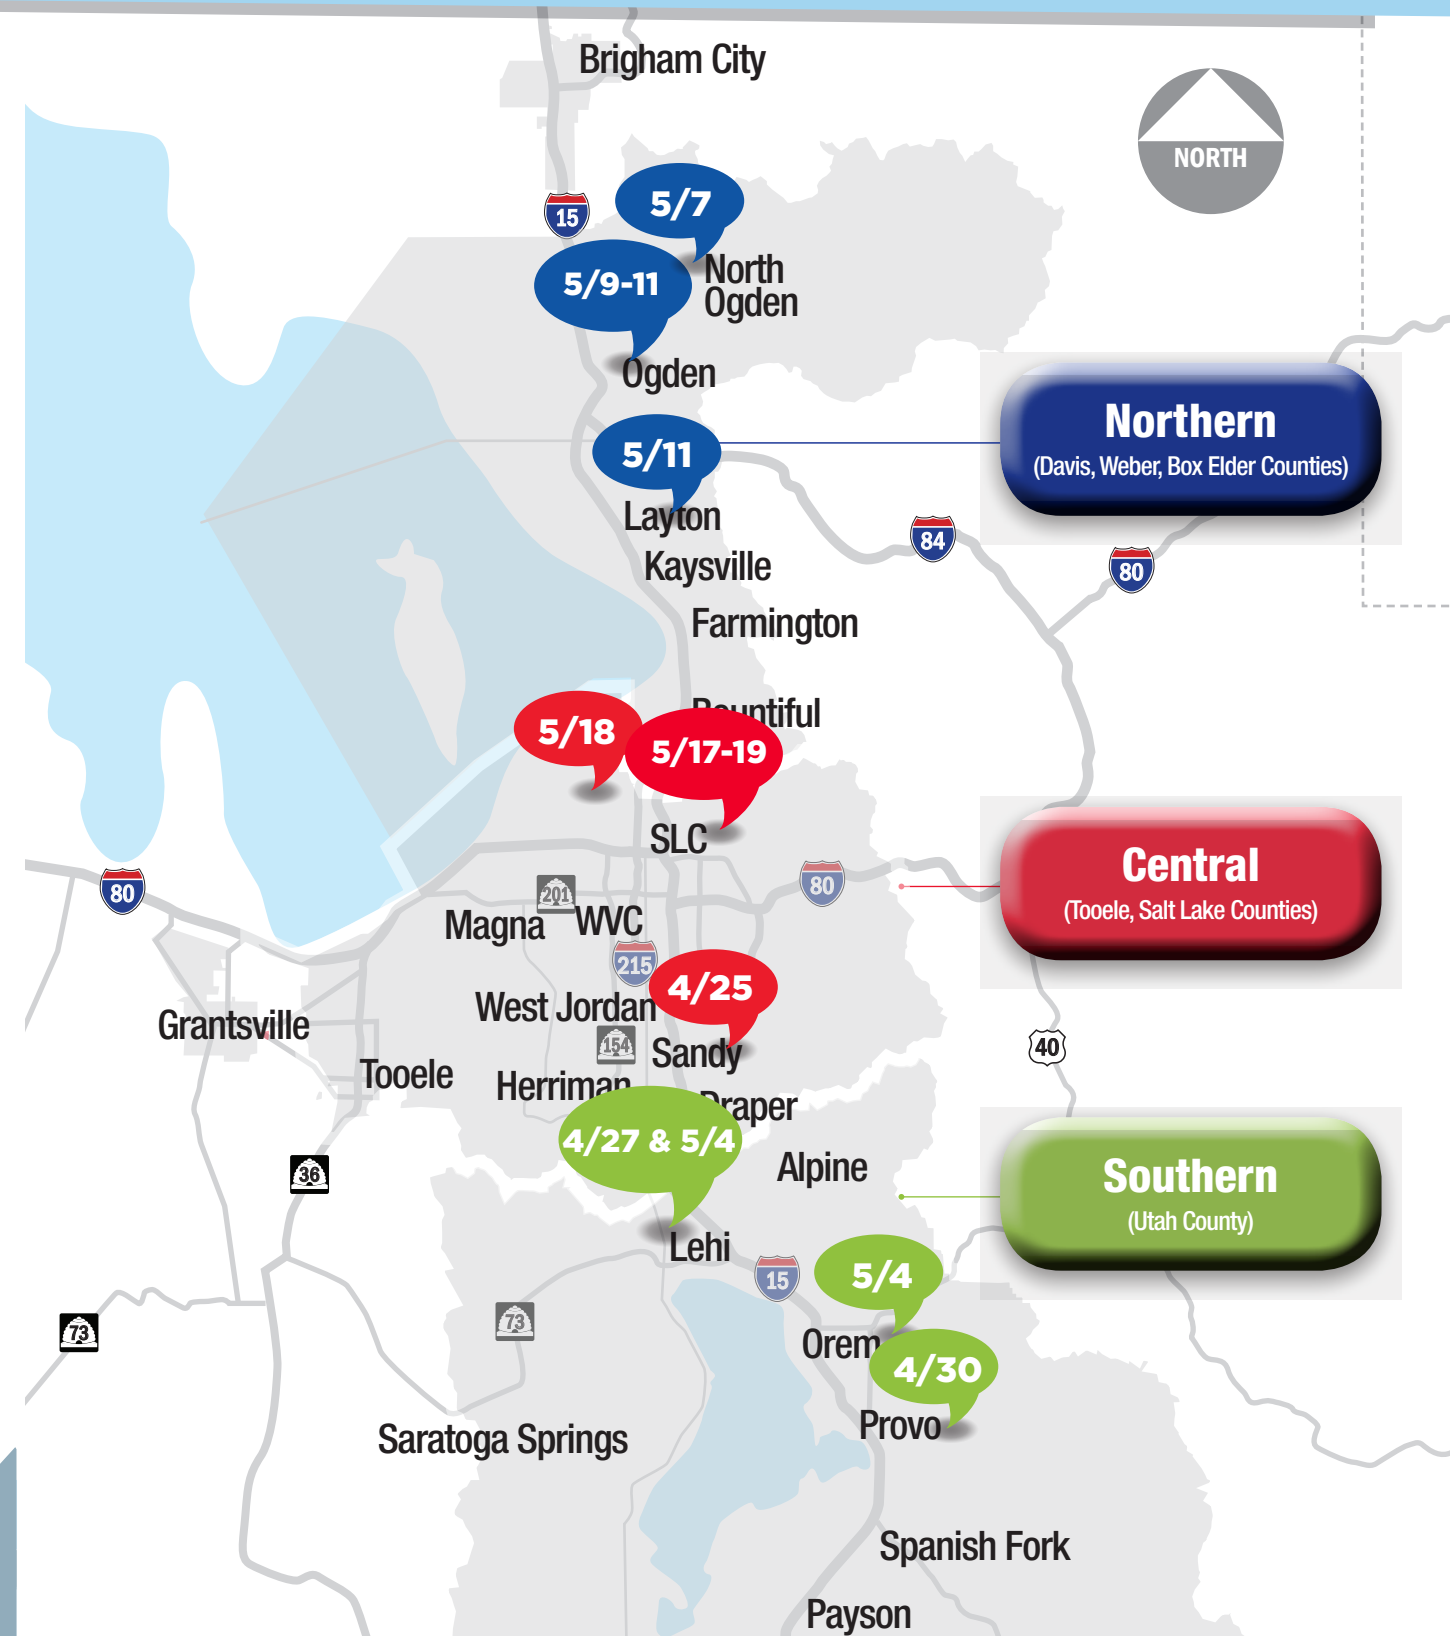 Brigham City
NORTH
5/7
15
North
Ogden
5/9-11
Ogden
Northern
(Davis, Weber, Box Elder Counties)
5/11
Layton
84
80
Kaysville
Farmington
Bountiful
5/18
5/17-19
SLC
Central
(Tooele, Salt Lake Counties)
80
80
201
Magna
WVC
215
4/25
West Jordan
Grantsville
154
Sandy
40
Tooele
Herriman
Draper
4/27 & 5/4
Alpine
36
Southern
(Utah County)
Lehi
15
5/4
73
73
Orem
4/30
Provo
Saratoga Springs
Spanish Fork
Payson